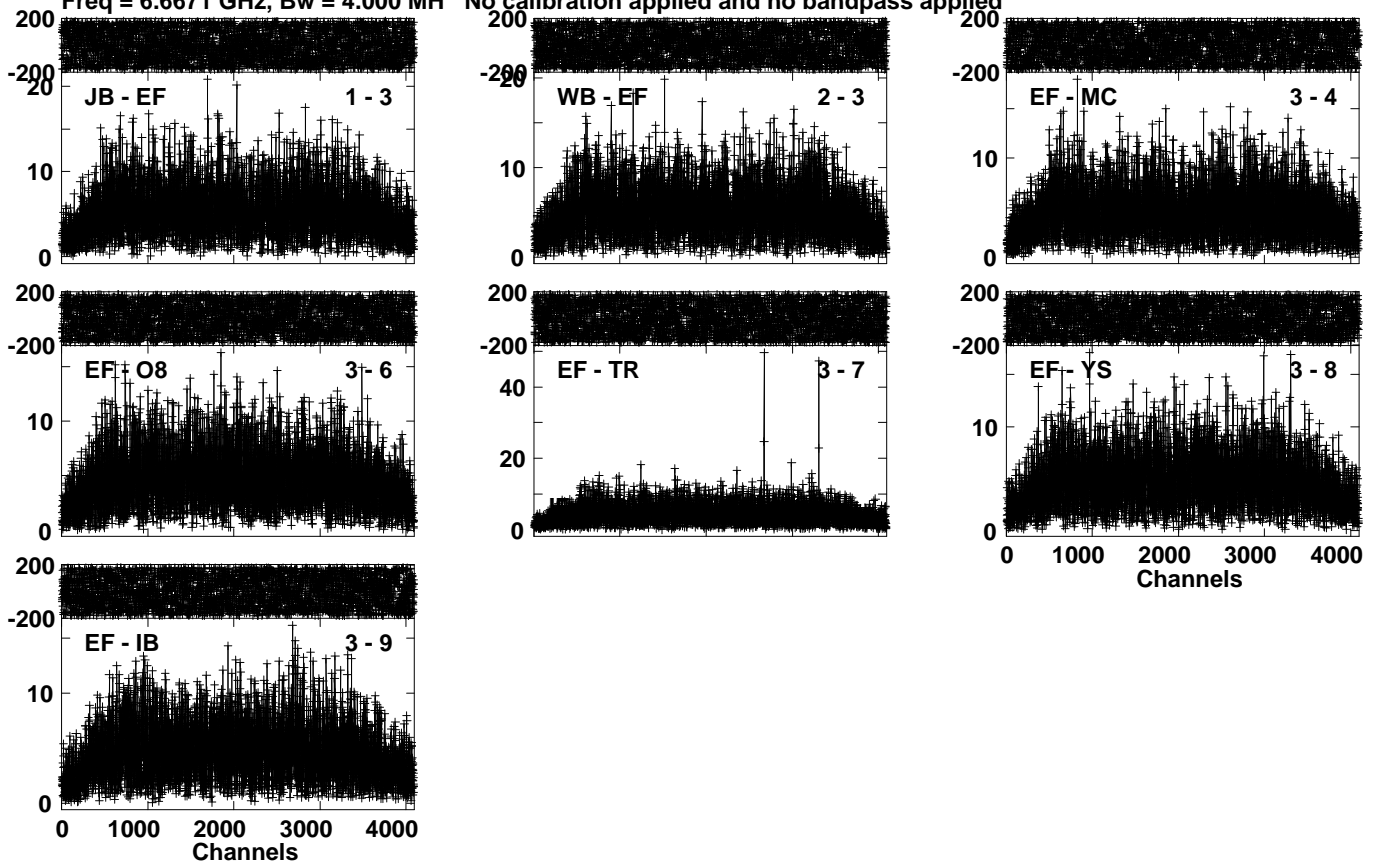 Freq = 6.6671 GHz, Bw = 4.000 MH No calibration applied and no bandpass applied
200
-200
20
10
0
JB - EF 1 - 3
200
-200
20
10
0
WB - EF 2 - 3
200
-200
10
0
EF - MC 3 - 4
200
-200
10
0
EF - O8 3 - 6
200
-200
40
20
0
EF - TR 3 - 7
200
-200
10
0
EF - YS 3 - 8
0 1000 2000 3000 4000
Channels
200
-200
10
0
EF - IB 3 - 9
0 1000 2000 3000 4000
Channels